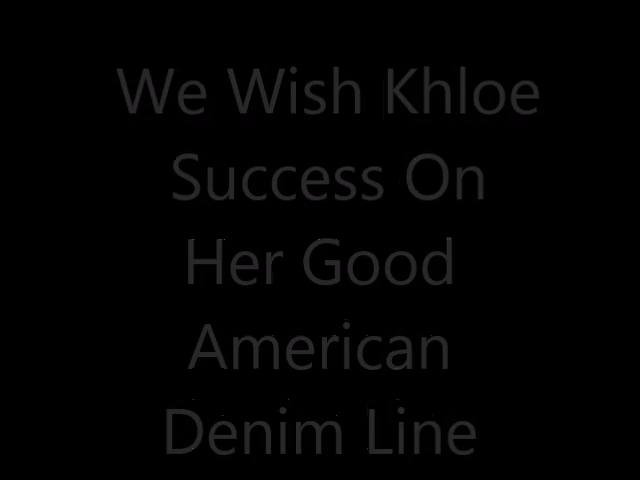 We Wish Khloe
Success On
Her Good
American
Denim Line